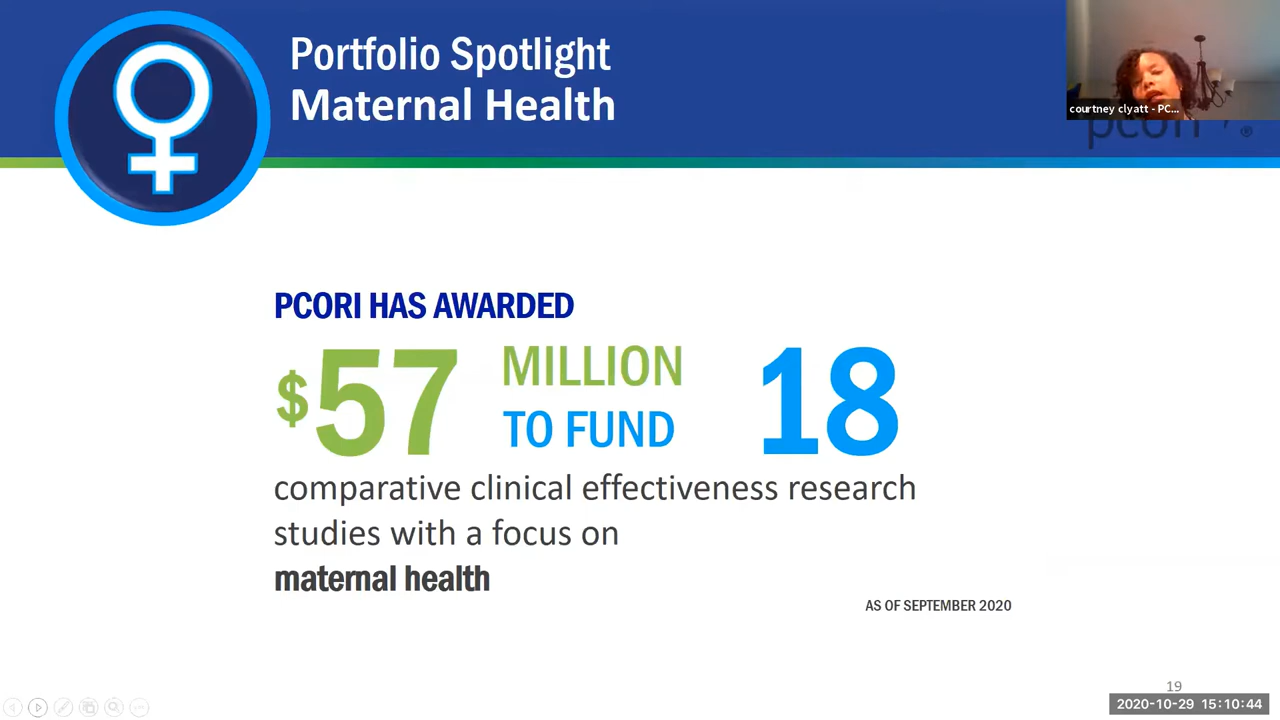 Portfolio Spotlight
Maternal Health
courtney clyatt - PC...
pcori
®
PCORI HAS AWARDED
$57 MILLION TO FUND 18
comparative clinical effectiveness research
studies with a focus on
maternal health
AS OF SEPTEMBER 2020
19
2020-10-29 15:10:44